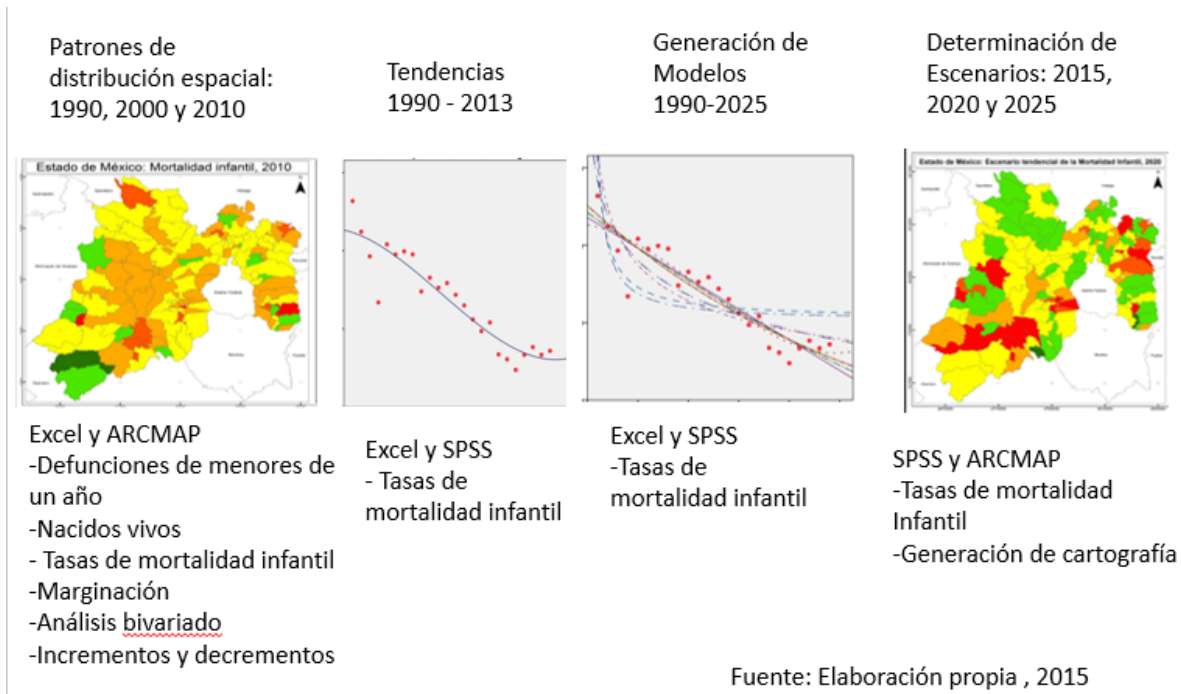 Patrones de
distribución espacial:
1990, 2000 y 2010
Tendencias
1990 - 2013
Generación de
Modelos
1990-2025
Determinación de
Escenarios: 2015,
2020 y 2025
Estado de México: Mortalidad infantil, 2010
Estado de México: Escenario tendencial de la Mortalidad Infantil, 2020
Excel y ARCMAP
-Defunciones de menores de
un año
-Nacidos vivos
- Tasas de mortalidad infantil
-Marginación
-Análisis bivariado
-Incrementos y decrementos
Excel y SPSS
- Tasas de
mortalidad infantil
Excel y SPSS
-Tasas de
mortalidad infantil
SPSS y ARCMAP
-Tasas de mortalidad
Infantil
-Generación de cartografía
Fuente: Elaboración propia , 2015